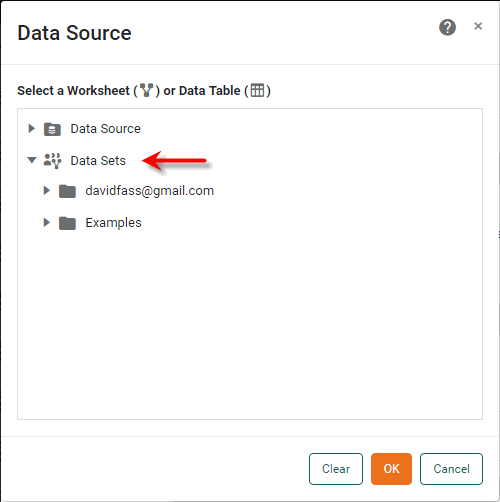 Data Source
Select a Worksheet ( ) or Data Table ( )
Data Source
Data Sets
davidfass@gmail.com
Examples
Clear OK Cancel